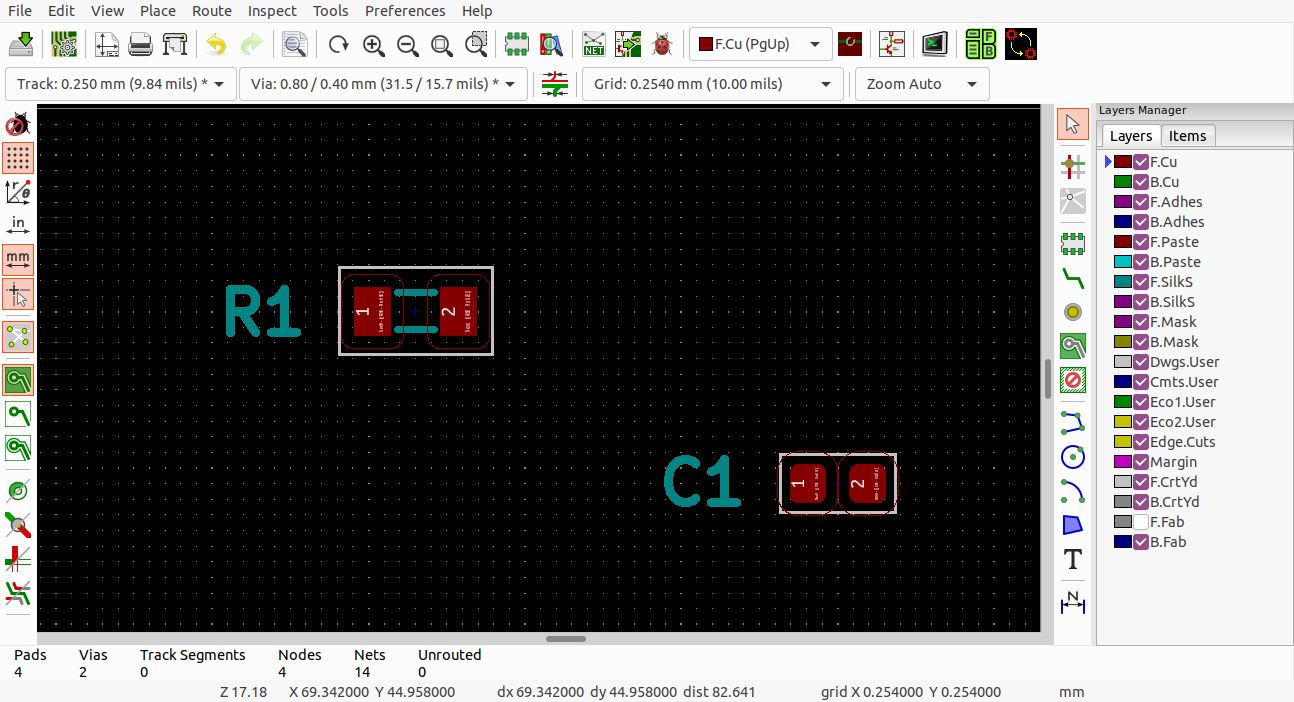 File Edit View Place Route Inspect Tools Preferences Help
NET F.Cu (PgUp) F B
Track: 0.250 mm (9.84 mils) * Via: 0.80 / 0.40 mm (31.5 / 15.7 mils) * Grid: 0.2540 mm (10.00 mils) Zoom Auto
Layers Manager
Layers Items
r θ
in
mm
R1 1 2
C1 1 2
T
N
F.Cu
B.Cu
F.Adhes
B.Adhes
F.Paste
B.Paste
F.SilkS
B.SilkS
F.Mask
B.Mask
Dwgs.User
Cmts.User
Eco1.User
Eco2.User
Edge.Cuts
Margin
F.CrtYd
B.CrtYd
F.Fab
B.Fab
Pads Vias Track Segments Nodes Nets Unrouted
4 2 0 4 14 0
Z 17.18 X 69.342000 Y 44.958000 dx 69.342000 dy 44.958000 dist 82.641 grid X 0.254000 Y 0.254000 mm